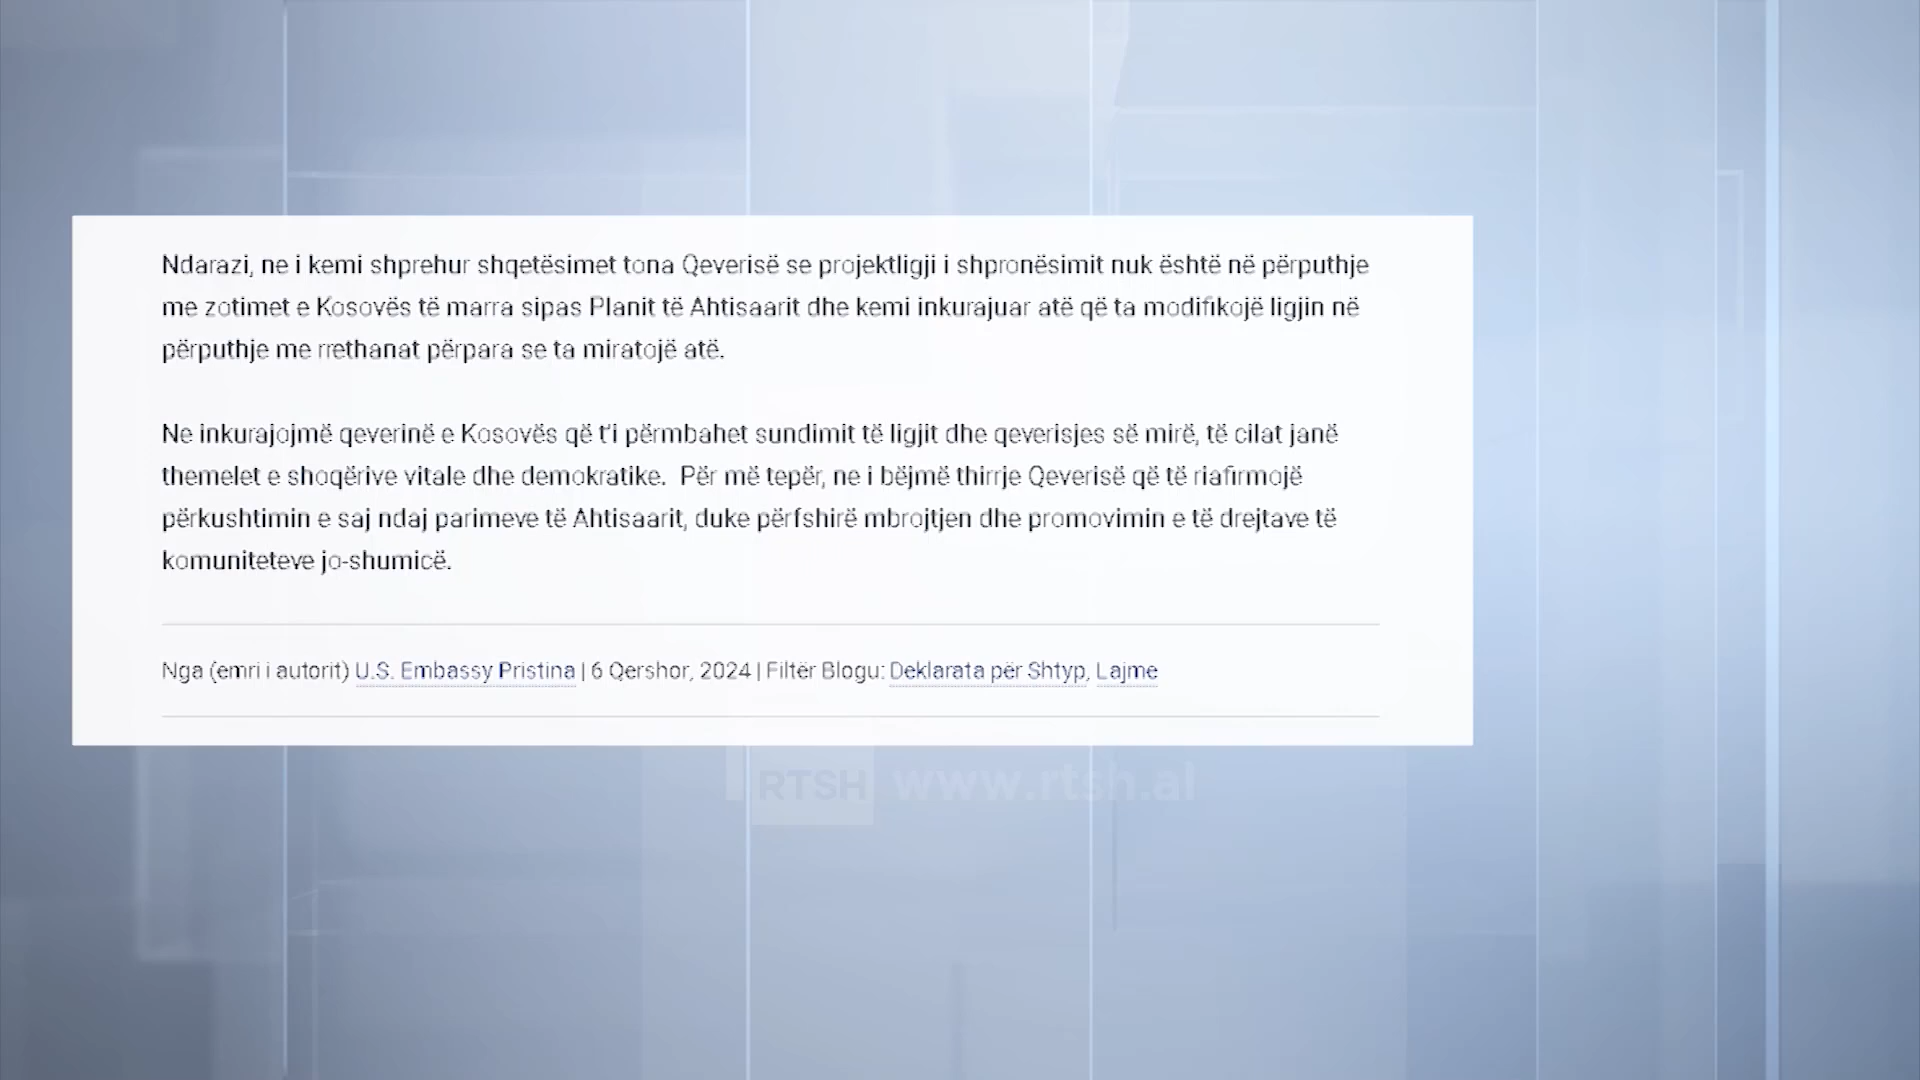 Ndarazi, ne i kemi shprehur shqetësimet tona Qeverisë se projektligji i shpronësimit nuk është në përputhje
me zotimet e Kosovës të marra sipas Planit të Ahtisaarit dhe kemi inkurajuar atë që ta modifikojë ligjin në
përputhje me rrethanat përpara se ta miratojë atë.
Ne inkurajojmë qeverinë e Kosovës që t'i përmbahet sundimit të ligjit dhe qeverisjes së mirë, të cilat janë
themelet e shoqërive vitale dhe demokratike. Për më tepër, ne i bëjmë thirrje Qeverisë që të riafirmojë
përkushtimin e saj ndaj parimeve të Ahtisaarit, duke përfshirë mbrojtjen dhe promovimin e të drejtave të
komuniteteve jo-shumicë.
Nga (emri i autorit) U.S. Embassy Pristina | 6 Qershor, 2024 | Filtër Blogu: Deklarata për Shtyp, Lajme
RTSH www.rtsh.al